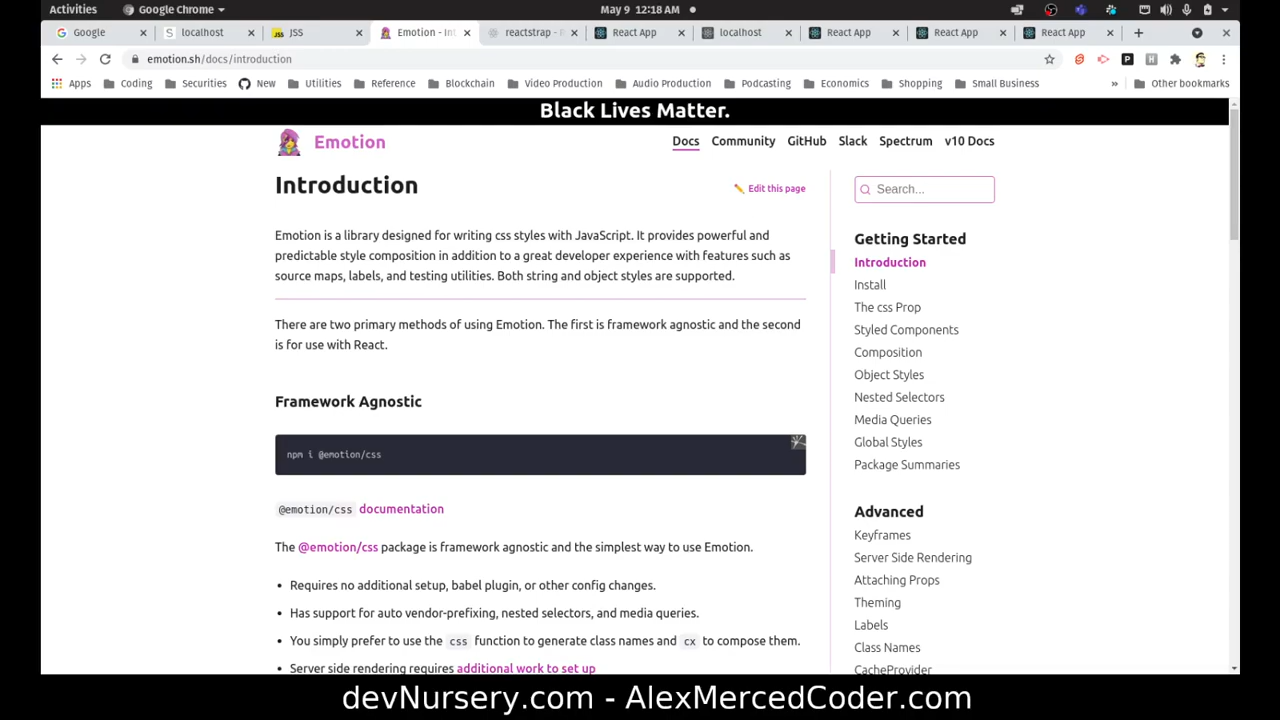 Activities
Google Chrome
May 9 12:18 AM
Google
localhost
JSS
Emotion - Int
reactstrap -
React App
localhost
React App
React App
React App
emotion.sh/docs/introduction
Apps
Coding
Securities
New
Utilities
Reference
Blockchain
Video Production
Audio Production
Podcasting
Economics
Shopping
Small Business
»
Other bookmarks
Black Lives Matter.
Emotion
Docs
Community
GitHub
Slack
Spectrum
v10 Docs
Introduction
Edit this page
Emotion is a library designed for writing css styles with JavaScript. It provides powerful and
predictable style composition in addition to a great developer experience with features such as
source maps, labels, and testing utilities. Both string and object styles are supported.
There are two primary methods of using Emotion. The first is framework agnostic and the second
is for use with React.
Framework Agnostic
npm i @emotion/css
@emotion/css documentation
The @emotion/css package is framework agnostic and the simplest way to use Emotion.
• Requires no additional setup, babel plugin, or other config changes.
• Has support for auto vendor-prefixing, nested selectors, and media queries.
• You simply prefer to use the css function to generate class names and cx to compose them.
• Server side rendering requires additional work to set up
Search...
Getting Started
Introduction
Install
The css Prop
Styled Components
Composition
Object Styles
Nested Selectors
Media Queries
Global Styles
Package Summaries
Advanced
Keyframes
Server Side Rendering
Attaching Props
Theming
Labels
Class Names
CacheProvider
devNursery.com - AlexMercedCoder.com